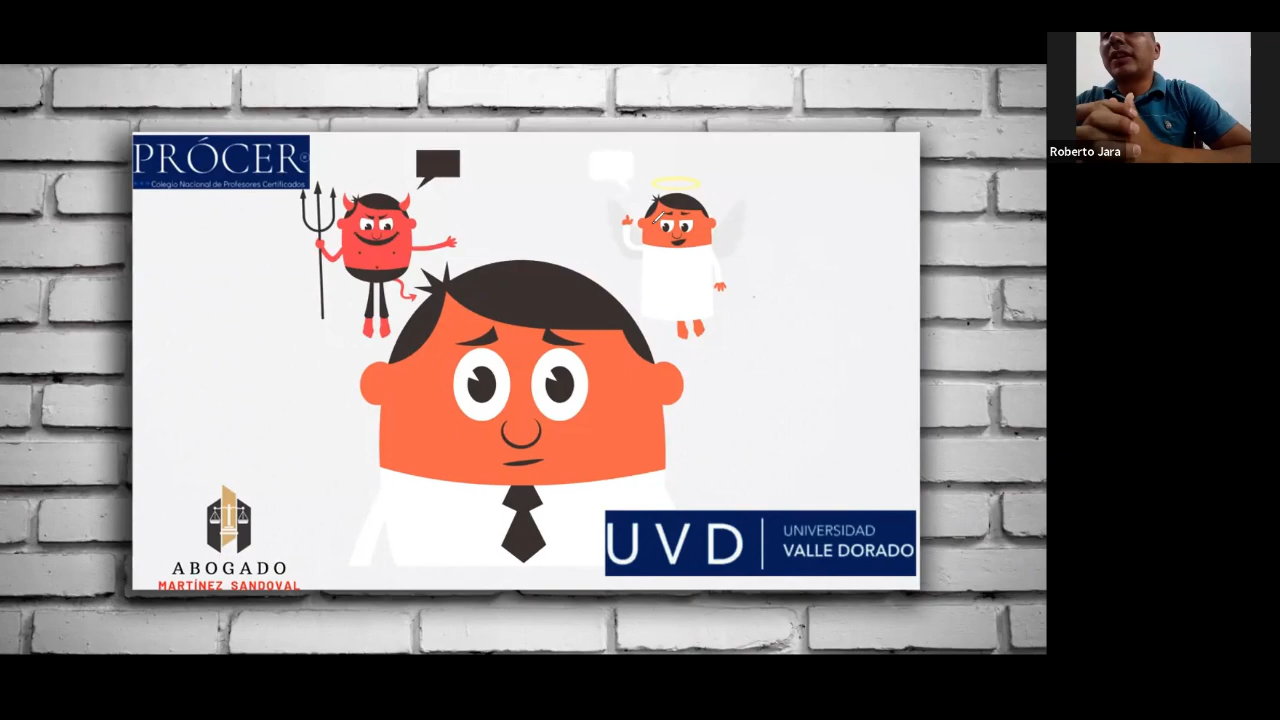 PRÓCER®
Colegio Nacional de Profesores Certificados
Roberto Jara
ABOGADO
MARTÍNEZ SANDOVAL
UVD
UNIVERSIDAD
VALLE DORADO